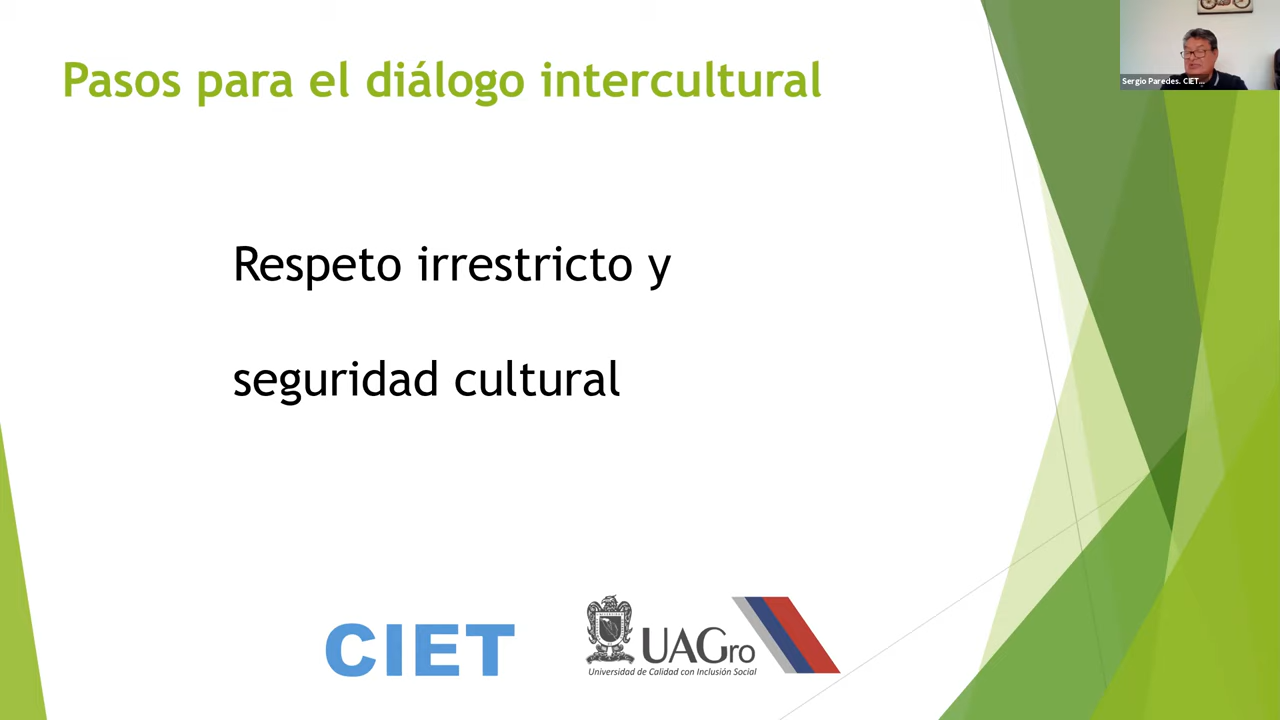 Pasos para el diálogo intercultural
Sergio Paredes. CIET...
Respeto irrestricto y
seguridad cultural
CIET
UAGro
Universidad de Calidad con Inclusión Social